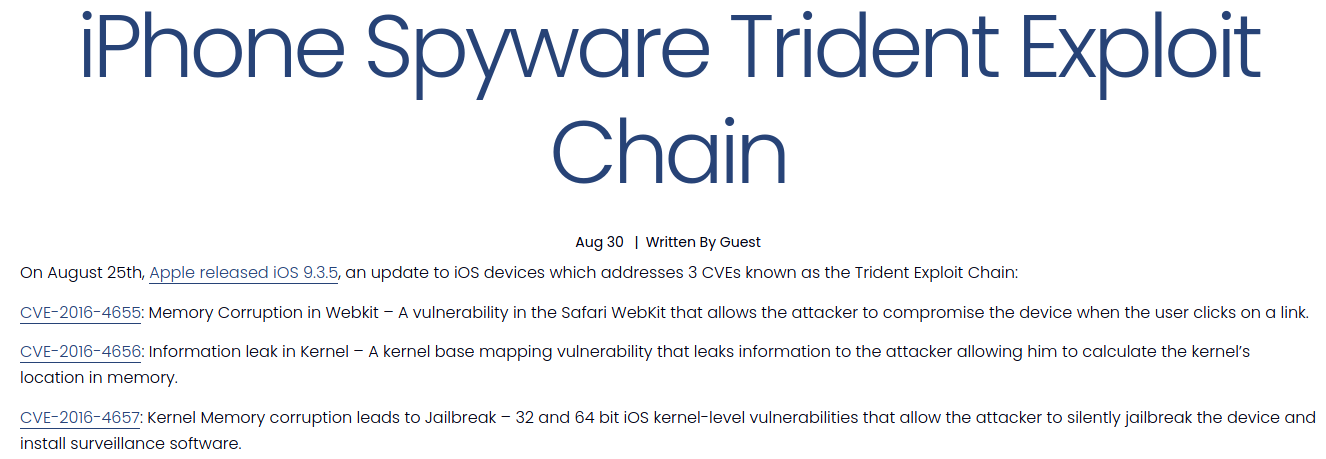 iPhone Spyware Trident Exploit
Chain
Aug 30 | Written By Guest
On August 25th, Apple released iOS 9.3.5, an update to iOS devices which addresses 3 CVEs known as the Trident Exploit Chain:
CVE-2016-4655: Memory Corruption in Webkit – A vulnerability in the Safari WebKit that allows the attacker to compromise the device when the user clicks on a link.
CVE-2016-4656: Information leak in Kernel – A kernel base mapping vulnerability that leaks information to the attacker allowing him to calculate the kernel’s
location in memory.
CVE-2016-4657: Kernel Memory corruption leads to Jailbreak – 32 and 64 bit iOS kernel-level vulnerabilities that allow the attacker to silently jailbreak the device and
install surveillance software.